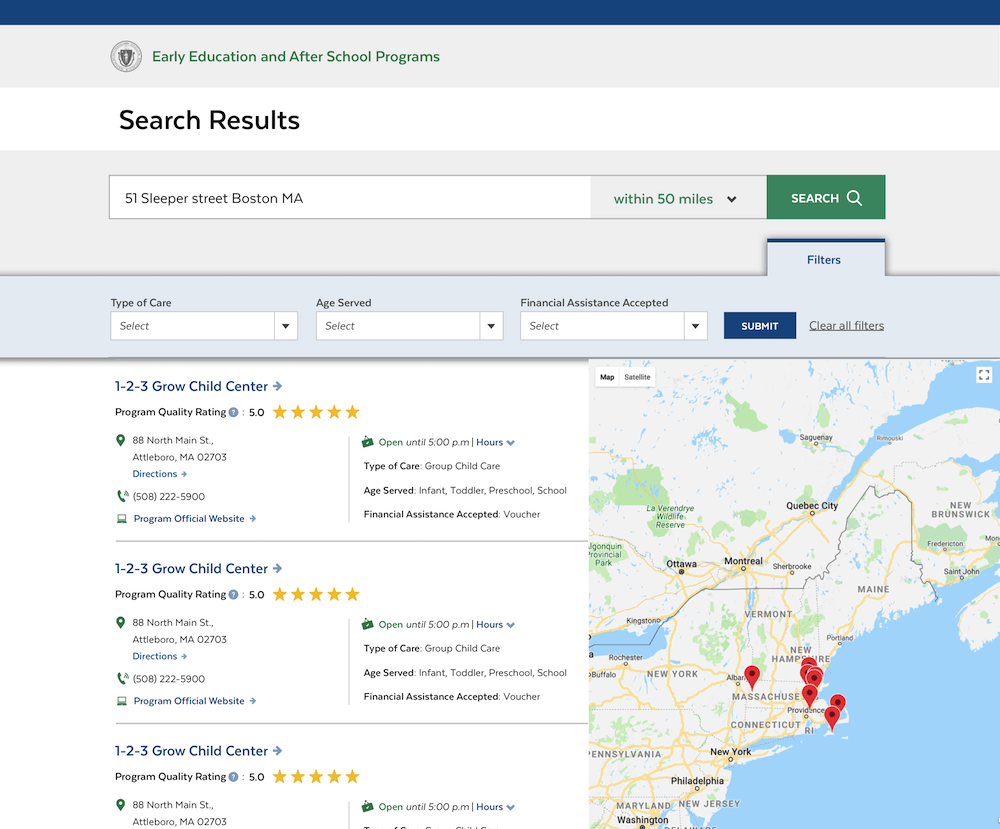 Early Education and After School Programs
Search Results
51 Sleeper street Boston MA
within 50 miles
SEARCH
Filters
Type of Care
Age Served
Financial Assistance Accepted
Select
Select
Select
SUBMIT
Clear all filters
1-2-3 Grow Child Center
Program Quality Rating ? : 5.0
88 North Main St.,
Attleboro, MA 02703
Directions
(508) 222-5900
Program Official Website
Open until 5:00 p.m | Hours
Type of Care: Group Child Care
Age Served: Infant, Toddler, Preschool, School
Financial Assistance Accepted: Voucher
1-2-3 Grow Child Center
Program Quality Rating ? : 5.0
88 North Main St.,
Attleboro, MA 02703
Directions
(508) 222-5900
Program Official Website
Open until 5:00 p.m | Hours
Type of Care: Group Child Care
Age Served: Infant, Toddler, Preschool, School
Financial Assistance Accepted: Voucher
1-2-3 Grow Child Center
Program Quality Rating ? : 5.0
88 North Main St.,
Attleboro, MA 02703
Open until 5:00 p.m | Hours
Map
Satellite
Saguenay
Rimouski
La Verendrye
Wildlife
Reserve
Quebec City
NEW
BRUNSWICK
Fredericton
Saint John
lgonquin
Provincial
Park
Ottawa
Montreal
Sherbrooke
MAINE
VERMONT
Kingston
Portland
Rochester
Buffalo
NEW YORK
NEW
HAMPSHIRE
Alba
MASSACHUSE
Providence
CONNECTICUT
RI
PENNSYLVANIA
New York
Philadelphia
MARYLAND
NEW JERSEY
Washington